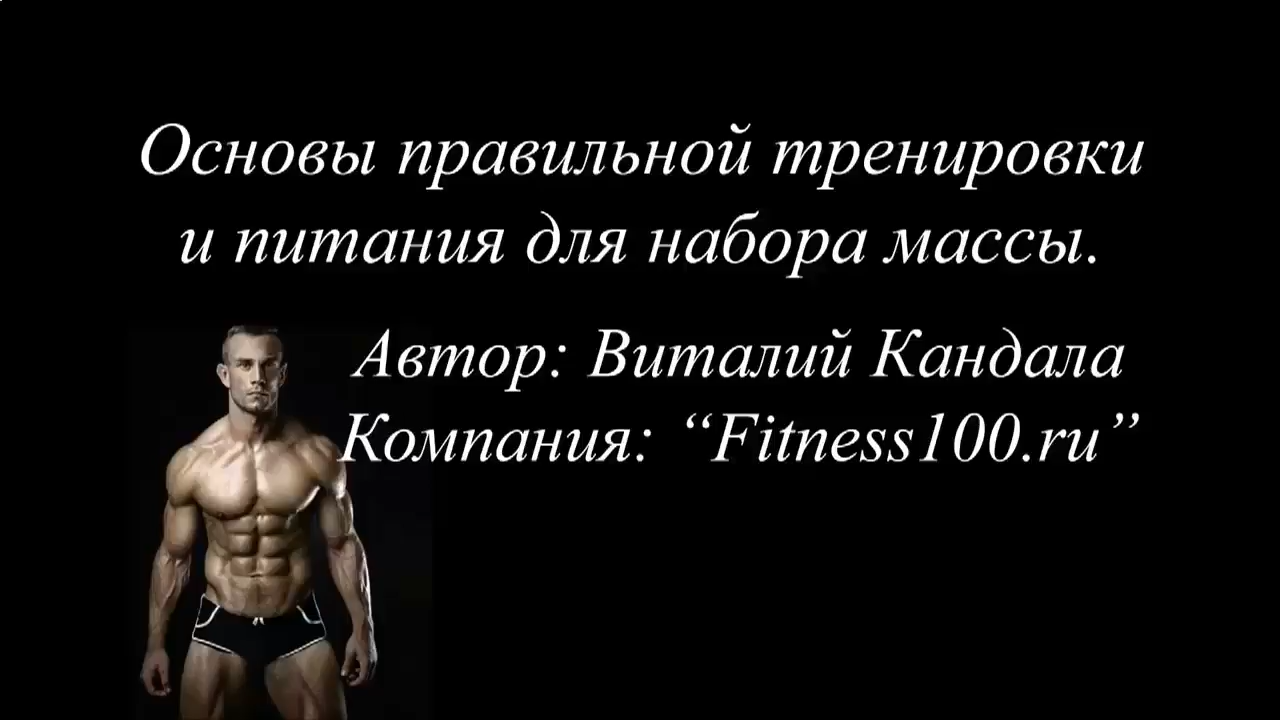 Основы правильной тренировки
и питания для набора массы.
Автор: Виталий Кандала
Компания: “Fitness100.ru”